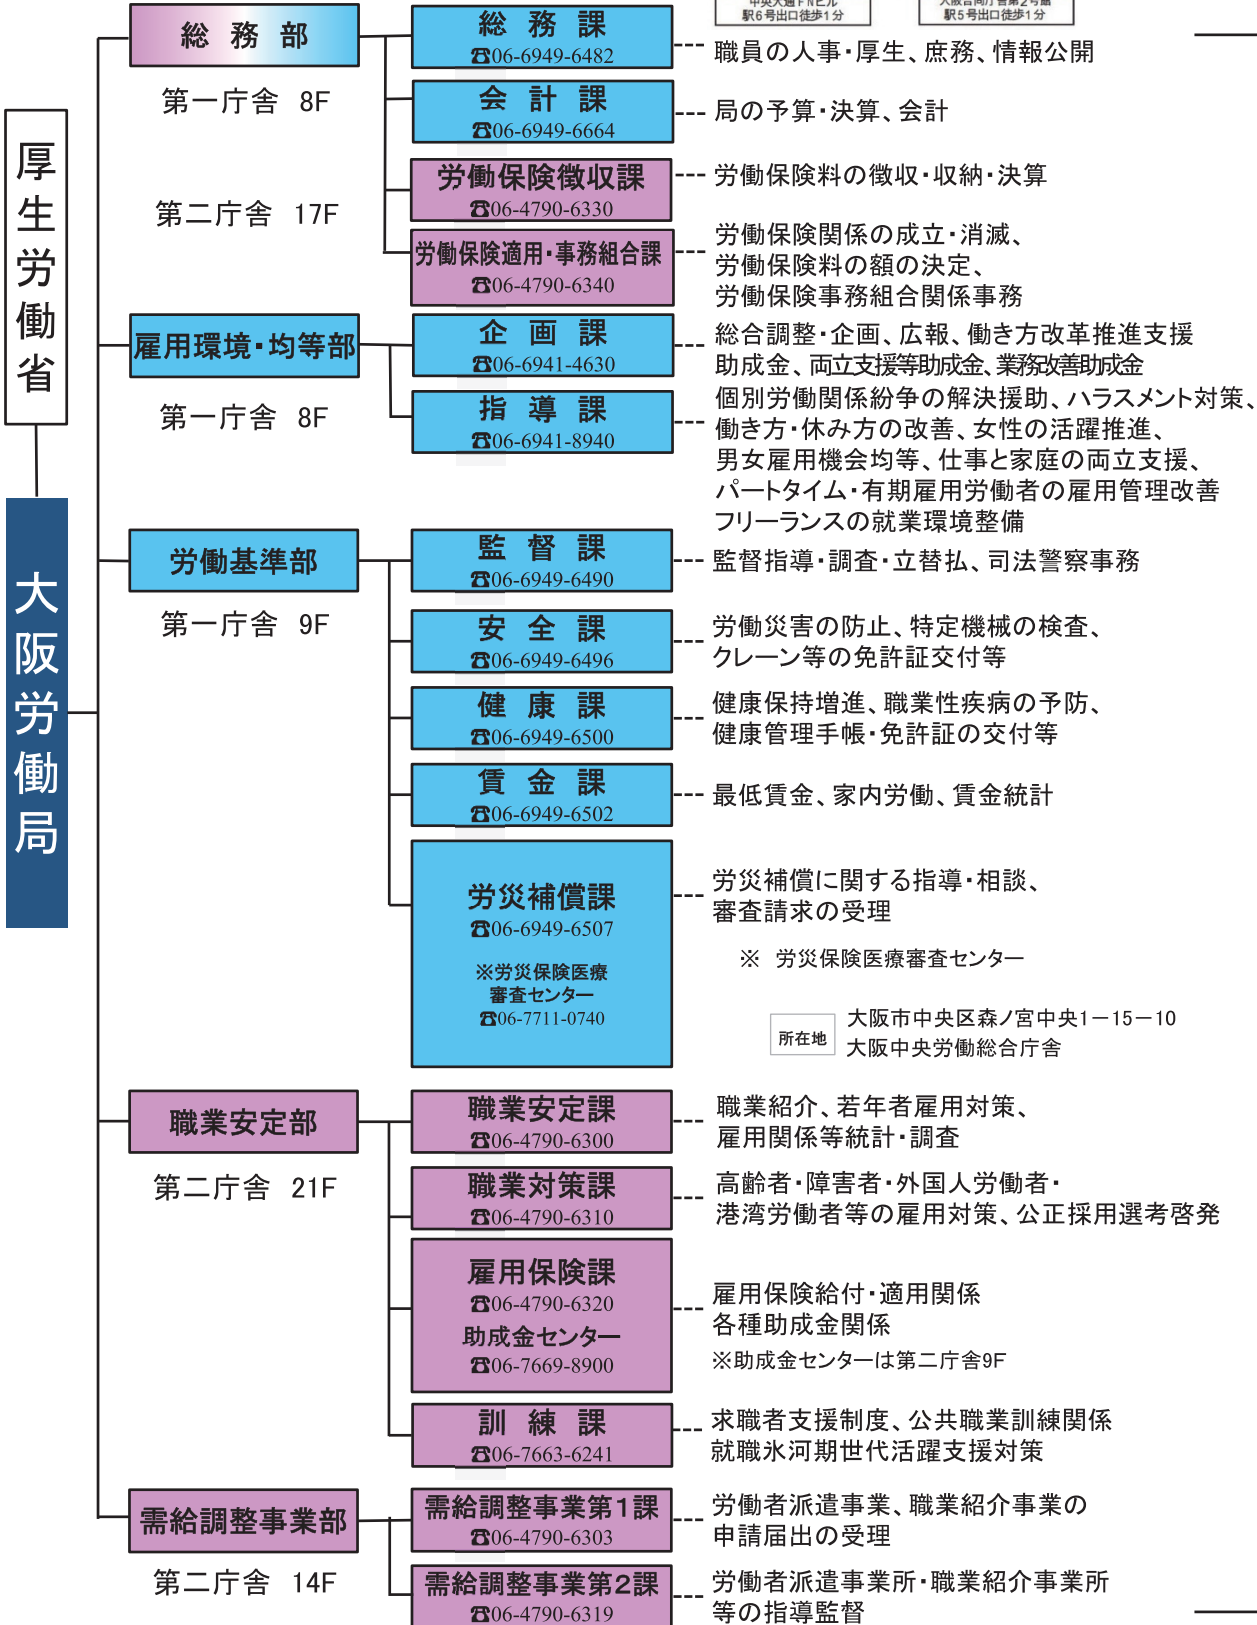 中央大通FNビル
駅6号出口徒歩1分
大阪合同庁舎第2号館
駅5号出口徒歩1分
厚生労働省
大阪労働局
総務部
第一庁舎 8F
第二庁舎 17F
総務課
☎06-6949-6482
職員の人事・厚生、庶務、情報公開
会計課
☎06-6949-6664
局の予算・決算、会計
労働保険徴収課
☎06-4790-6330
労働保険料の徴収・収納・決算
労働保険適用・事務組合課
☎06-4790-6340
労働保険関係の成立・消滅、
労働保険料の額の決定、
労働保険事務組合関係事務
雇用環境・均等部
第一庁舎 8F
企画課
☎06-6941-4630
総合調整・企画、広報、働き方改革推進支援
助成金、両立支援等助成金、業務改善助成金
指導課
☎06-6941-8940
個別労働関係紛争の解決援助、ハラスメント対策、
働き方・休み方の改善、女性の活躍推進、
男女雇用機会均等、仕事と家庭の両立支援、
パートタイム・有期雇用労働者の雇用管理改善
フリーランスの就業環境整備
労働基準部
第一庁舎 9F
監督課
☎06-6949-6490
監督指導・調査・立替払、司法警察事務
安全課
☎06-6949-6496
労働災害の防止、特定機械の検査、
クレーン等の免許証交付等
健康課
☎06-6949-6500
健康保持増進、職業性疾病の予防、
健康管理手帳・免許証の交付等
賃金課
☎06-6949-6502
最低賃金、家内労働、賃金統計
労災補償課
☎06-6949-6507
※労災保険医療
審査センター
☎06-7711-0740
労災補償に関する指導・相談、
審査請求の受理
※ 労災保険医療審査センター
所在地
大阪市中央区森ノ宮中央1－15－10
大阪中央労働総合庁舎
職業安定部
第二庁舎 21F
職業安定課
☎06-4790-6300
職業紹介、若年者雇用対策、
雇用関係等統計・調査
職業対策課
☎06-4790-6310
高齢者・障害者・外国人労働者・
港湾労働者等の雇用対策、公正採用選考啓発
雇用保険課
☎06-4790-6320
助成金センター
☎06-7669-8900
雇用保険給付・適用関係
各種助成金関係
※助成金センターは第二庁舎9F
訓練課
☎06-7663-6241
求職者支援制度、公共職業訓練関係
就職氷河期世代活躍支援対策
需給調整事業部
第二庁舎 14F
需給調整事業第1課
☎06-4790-6303
労働者派遣事業、職業紹介事業の
申請届出の受理
需給調整事業第2課
☎06-4790-6319
労働者派遣事業所・職業紹介事業所
等の指導監督